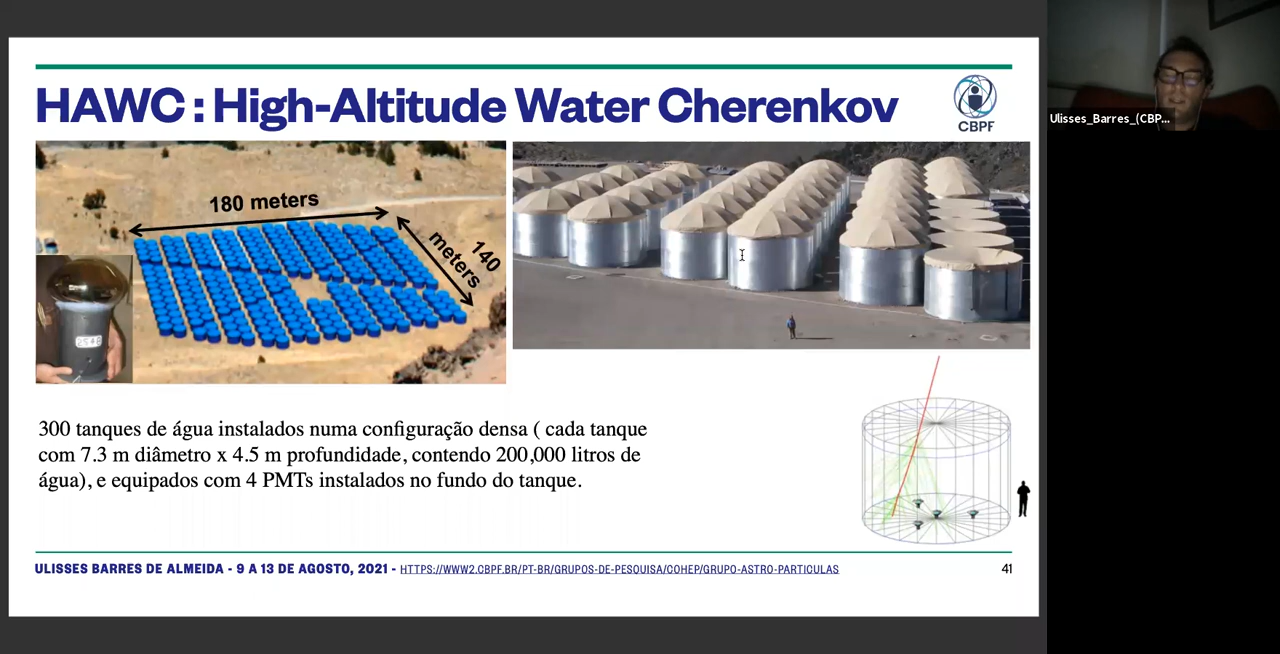 HAWC : High-Altitude Water Cherenkov
CBPF
180 meters
140
meters
2548
300 tanques de água instalados numa configuração densa ( cada tanque
com 7.3 m diâmetro x 4.5 m profundidade, contendo 200,000 litros de
água), e equipados com 4 PMTs instalados no fundo do tanque.
ULISSES BARRES DE ALMEIDA - 9 A 13 DE AGOSTO, 2021 - HTTPS://WWW2.CBPF.BR/PT-BR/GRUPOS-DE-PESQUISA/COHEP/GRUPO-ASTRO-PARTICULAS
41
Ulisses_Barres_(CBP...